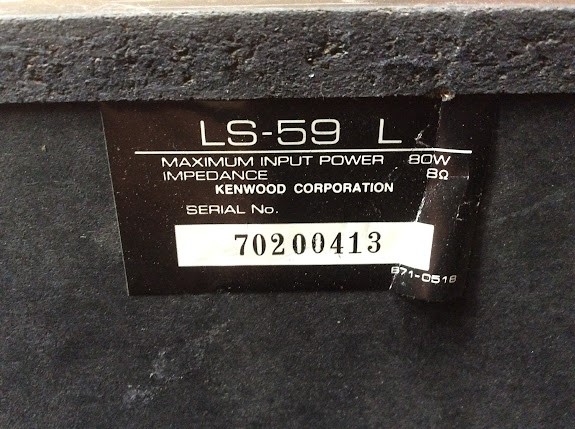 LS-59 L
MAXIMUM INPUT POWER 80W
IMPEDANCE 8Ω
KENWOOD CORPORATION
SERIAL No.
70200413
B71-0518